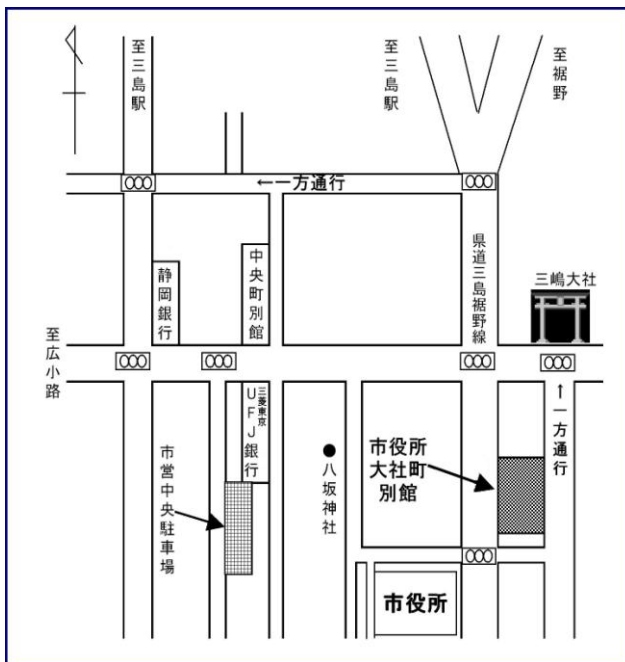 至三島駅
至三島駅
至裾野
←一方通行
県道三島裾野線
三嶋大社
中央町別館
静岡銀行
至広小路
三菱東京
UFJ銀行
↑一方通行
市役所
大社町
別館
八坂神社
市営中央駐車場
市役所